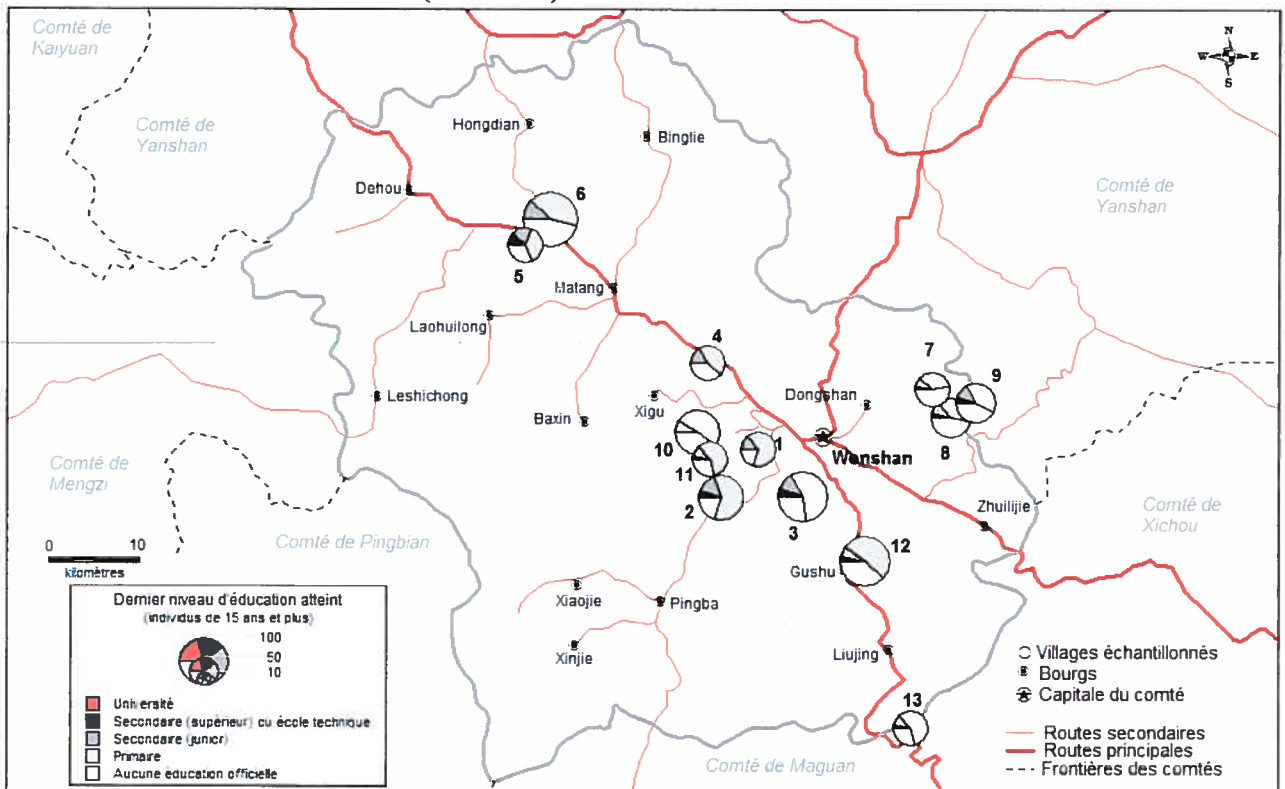 Comté de
Kaiyuan
Comté de
Yanshan
Hongdian
Binglie
Dehou
6
5
Comté de
Yanshan
N
W E
S
Matang
Laohuilong
4
7
9
Leshichong
Baxin
Xigu
Dongshan
10
1
Wenshan
8
11
2
3
Comté de
Mengzi
Zhuilijie
Comté de
Xichou
0 10
kilomètres
Comté de Pingbian
12
Gushu
Xiaojie
Pingba
Xinjie
Liujing
13
Comté de Maguan
Dernier niveau d'éducation atteint
(individus de 15 ans et plus)
100
50
10
Université
Secondaire (supérieur) cu école technique
Secondaire (junior)
Primaire
Aucune éducation officielle
Villages échantillonnés
Bourgs
Capitale du comté
Routes secondaires
Routes principales
Frontières des comtés